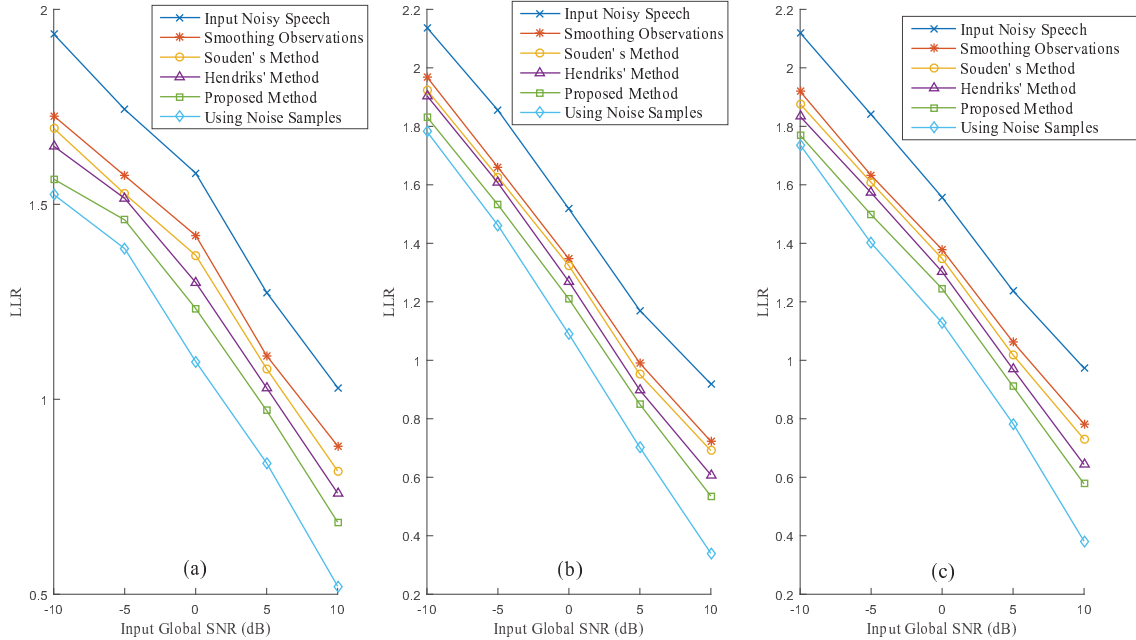 2
1.5
1
0.5
-10
-5
0
5
10
LLR
Input Global SNR (dB)
(a)
Input Noisy Speech
Smoothing Observations
Souden' s Method
Hendriks' Method
Proposed Method
Using Noise Samples
2.2
2
1.8
1.6
1.4
1.2
1
0.8
0.6
0.4
0.2
-10
-5
0
5
10
LLR
Input Global SNR (dB)
(b)
Input Noisy Speech
Smoothing Observations
Souden' s Method
Hendriks' Method
Proposed Method
Using Noise Samples
2.2
2
1.8
1.6
1.4
1.2
1
0.8
0.6
0.4
0.2
-10
-5
0
5
10
LLR
Input Global SNR (dB)
(c)
Input Noisy Speech
Smoothing Observations
Souden' s Method
Hendriks' Method
Proposed Method
Using Noise Samples